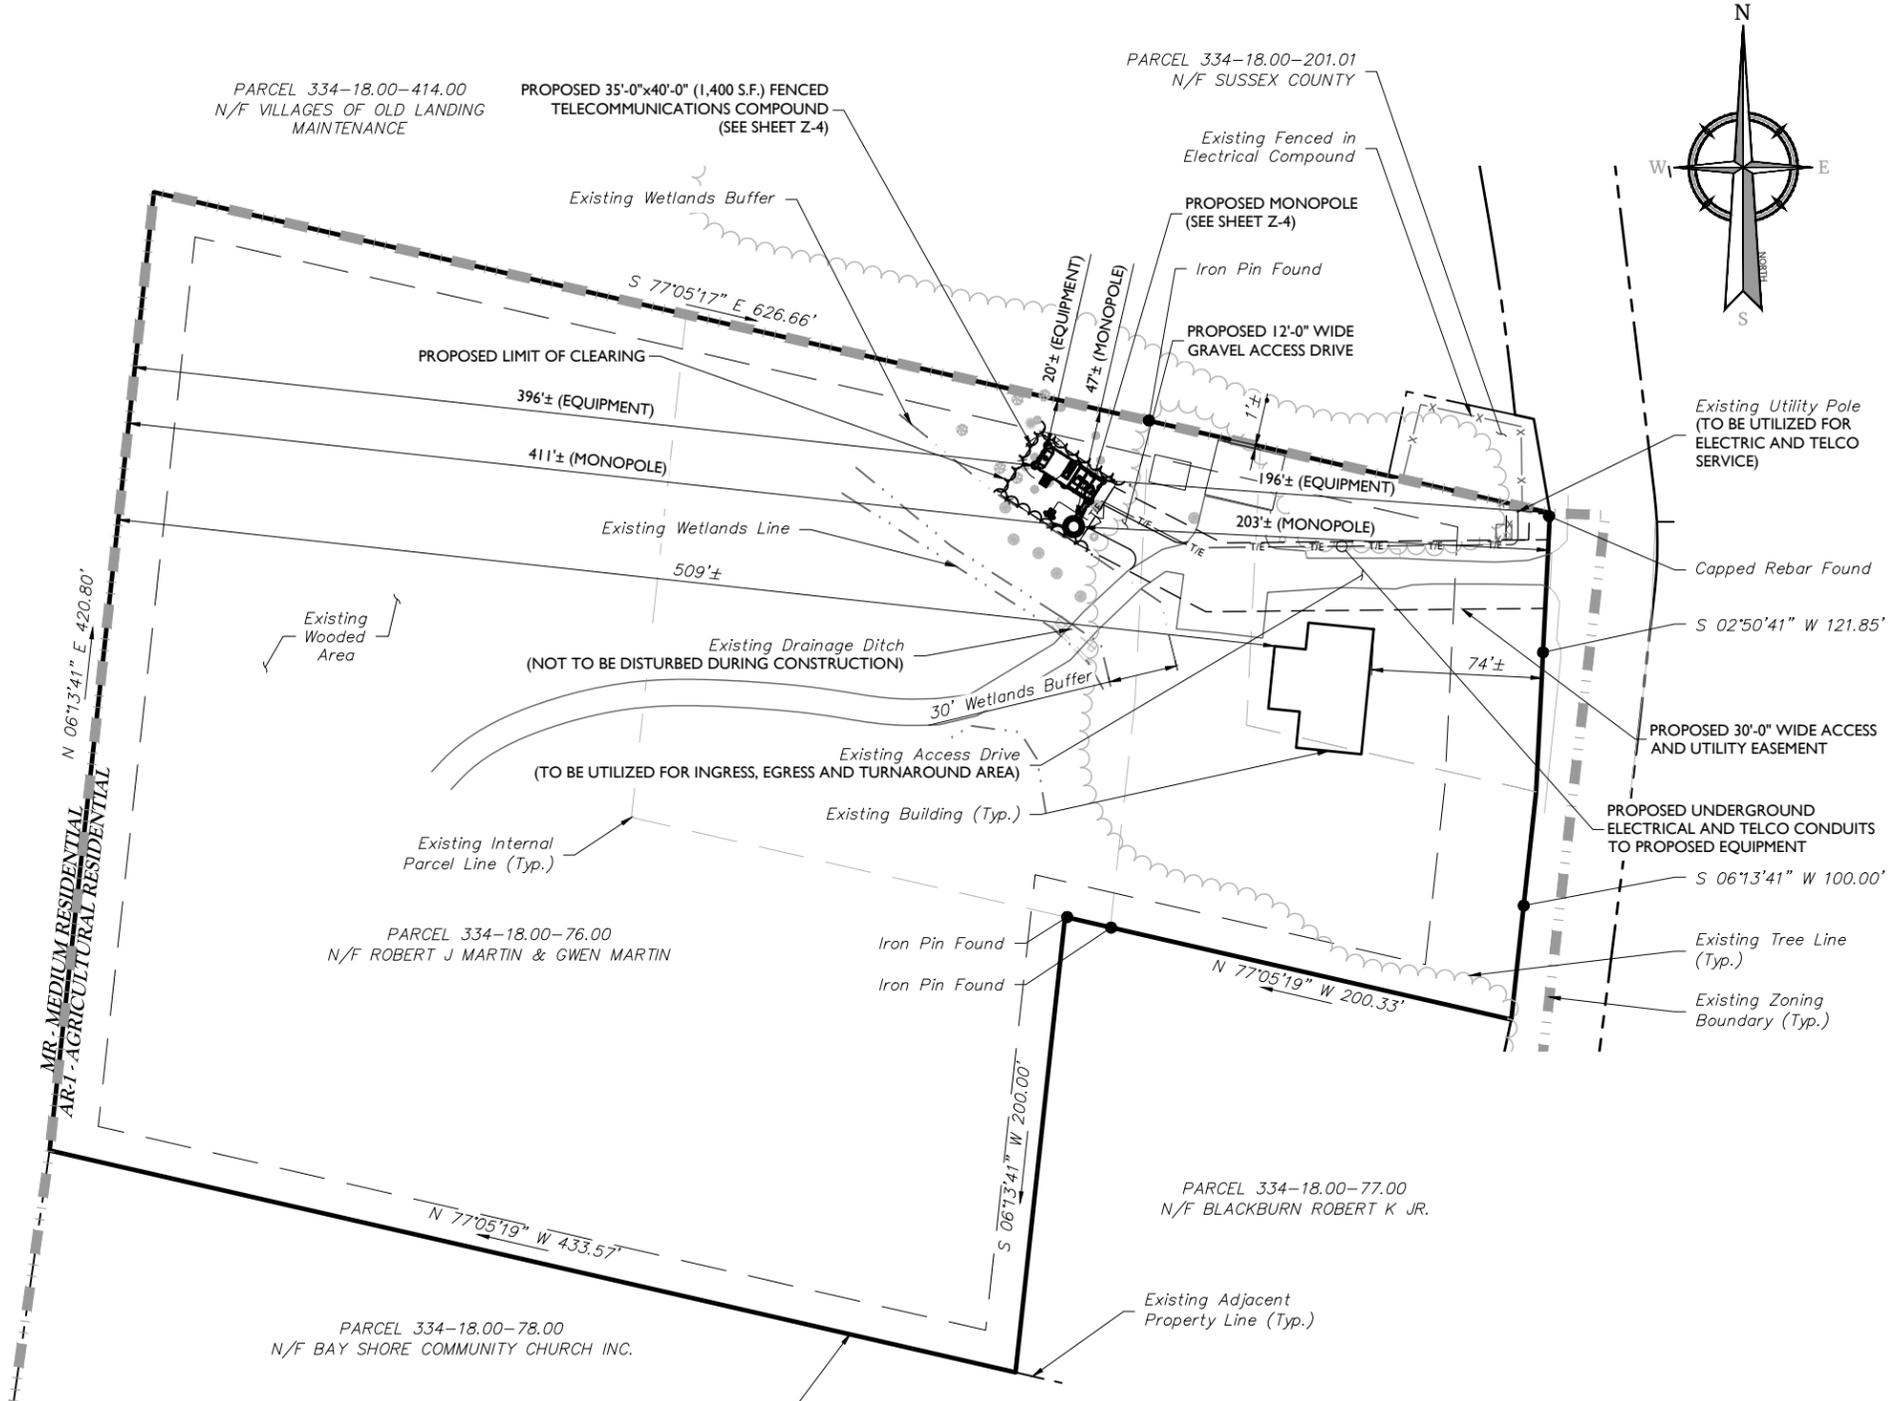 N
W
E
S
NORTH
PARCEL 334-18.00-414.00
N/F VILLAGES OF OLD LANDING
MAINTENANCE
PROPOSED 35'-0"x40'-0" (1,400 S.F.) FENCED
TELECOMMUNICATIONS COMPOUND
(SEE SHEET Z-4)
PARCEL 334-18.00-201.01
N/F SUSSEX COUNTY
Existing Fenced in
Electrical Compound
Existing Wetlands Buffer
PROPOSED MONOPOLE
(SEE SHEET Z-4)
Iron Pin Found
PROPOSED 12'-0" WIDE
GRAVEL ACCESS DRIVE
S 77°05'17" E 626.66'
20'± (EQUIPMENT)
47'± (MONOPOLE)
1'±
PROPOSED LIMIT OF CLEARING
396'± (EQUIPMENT)
411'± (MONOPOLE)
196'± (EQUIPMENT)
203'± (MONOPOLE)
Existing Utility Pole
(TO BE UTILIZED FOR
ELECTRIC AND TELCO
SERVICE)
X
X
X
X
X
X
T/E
T/E
T/E
T/E
T/E
T/E
T/E
T/E
Existing Wetlands Line
509'±
Capped Rebar Found
S 02°50'41" W 121.85'
N 06°13'41" E 420.80'
Existing
Wooded
Area
Existing Drainage Ditch
(NOT TO BE DISTURBED DURING CONSTRUCTION)
74'±
30' Wetlands Buffer
PROPOSED 30'-0" WIDE ACCESS
AND UTILITY EASEMENT
Existing Access Drive
(TO BE UTILIZED FOR INGRESS, EGRESS AND TURNAROUND AREA)
Existing Building (Typ.)
PROPOSED UNDERGROUND
ELECTRICAL AND TELCO CONDUITS
TO PROPOSED EQUIPMENT
Existing Internal
Parcel Line (Typ.)
S 06°13'41" W 100.00'
MR - MEDIUM RESIDENTIAL
AR-1 - AGRICULTURAL RESIDENTIAL
PARCEL 334-18.00-76.00
N/F ROBERT J MARTIN & GWEN MARTIN
Iron Pin Found
Iron Pin Found
N 77°05'19" W 200.33'
Existing Tree Line
(Typ.)
Existing Zoning
Boundary (Typ.)
S 06°13'41" W 200.00'
PARCEL 334-18.00-77.00
N/F BLACKBURN ROBERT K JR.
N 77°05'19" W 433.57'
Existing Adjacent
Property Line (Typ.)
PARCEL 334-18.00-78.00
N/F BAY SHORE COMMUNITY CHURCH INC.